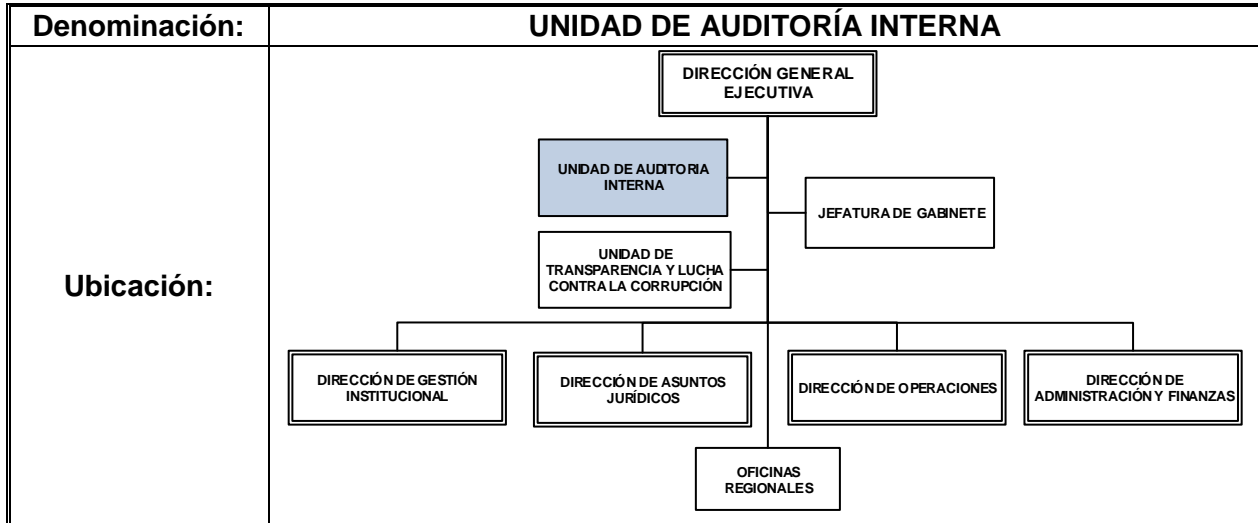 Denominación:
UNIDAD DE AUDITORÍA INTERNA
Ubicación:
DIRECCIÓN GENERAL
EJECUTIVA
UNIDAD DE AUDITORIA
INTERNA
JEFATURA DE GABINETE
UNIDAD DE
TRANSPARENCIA Y LUCHA
CONTRA LA CORRUPCIÓN
DIRECCIÓN DE GESTIÓN
INSTITUCIONAL
DIRECCIÓN DE ASUNTOS
JURÍDICOS
DIRECCIÓN DE OPERACIONES
DIRECCIÓN DE
ADMINISTRACIÓN Y FINANZAS
OFICINAS
REGIONALES